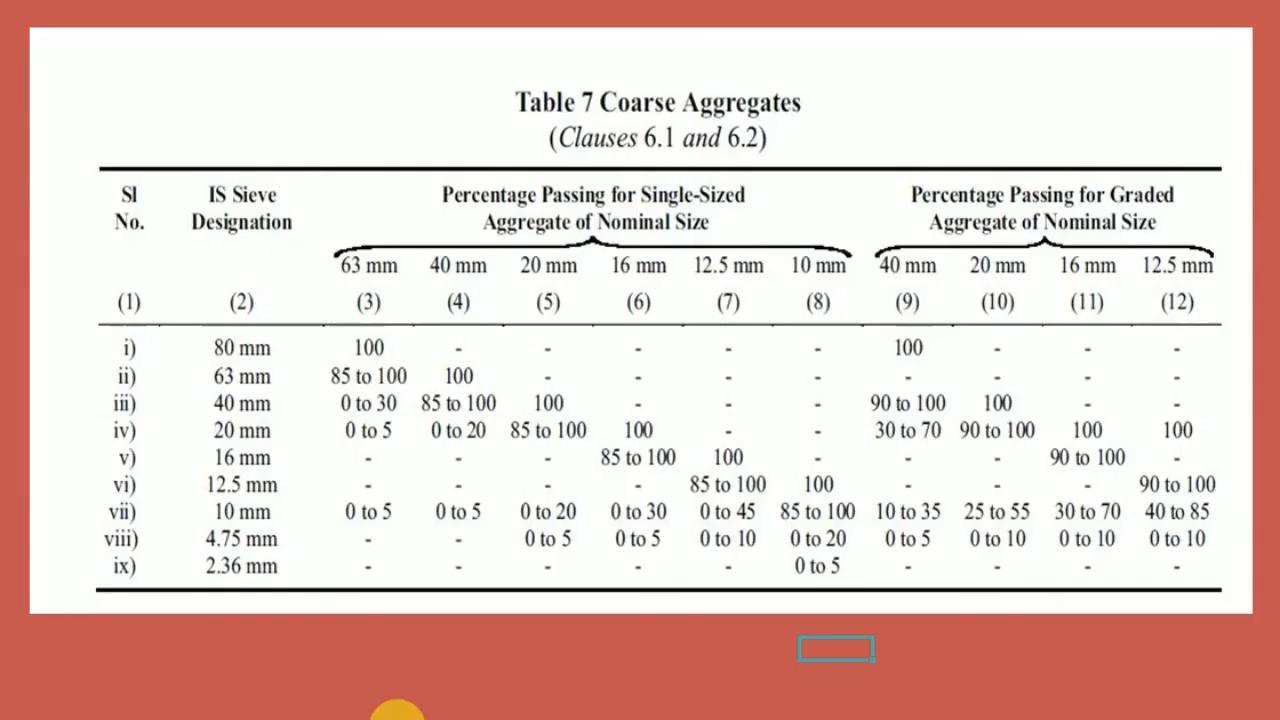 Table 7 Coarse Aggregates
(Clauses 6.1 and 6.2)
Sl No. IS Sieve Designation Percentage Passing for Single-Sized Aggregate of Nominal Size Percentage Passing for Graded Aggregate of Nominal Size
63 mm 40 mm 20 mm 16 mm 12.5 mm 10 mm 40 mm 20 mm 16 mm 12.5 mm
(1) (2) (3) (4) (5) (6) (7) (8) (9) (10) (11) (12)
i) 80 mm 100 - - - - - 100 - - -
ii) 63 mm 85 to 100 100 - - - - - - - -
iii) 40 mm 0 to 30 85 to 100 100 - - - 90 to 100 100 - -
iv) 20 mm 0 to 5 0 to 20 85 to 100 100 - - 30 to 70 90 to 100 100 100
v) 16 mm - - - 85 to 100 100 - - - 90 to 100 -
vi) 12.5 mm - - - - 85 to 100 100 - - - 90 to 100
vii) 10 mm 0 to 5 0 to 5 0 to 20 0 to 30 0 to 45 85 to 100 10 to 35 25 to 55 30 to 70 40 to 85
viii) 4.75 mm - - 0 to 5 0 to 5 0 to 10 0 to 20 0 to 5 0 to 10 0 to 10 0 to 10
ix) 2.36 mm - - - - - 0 to 5 - - - -